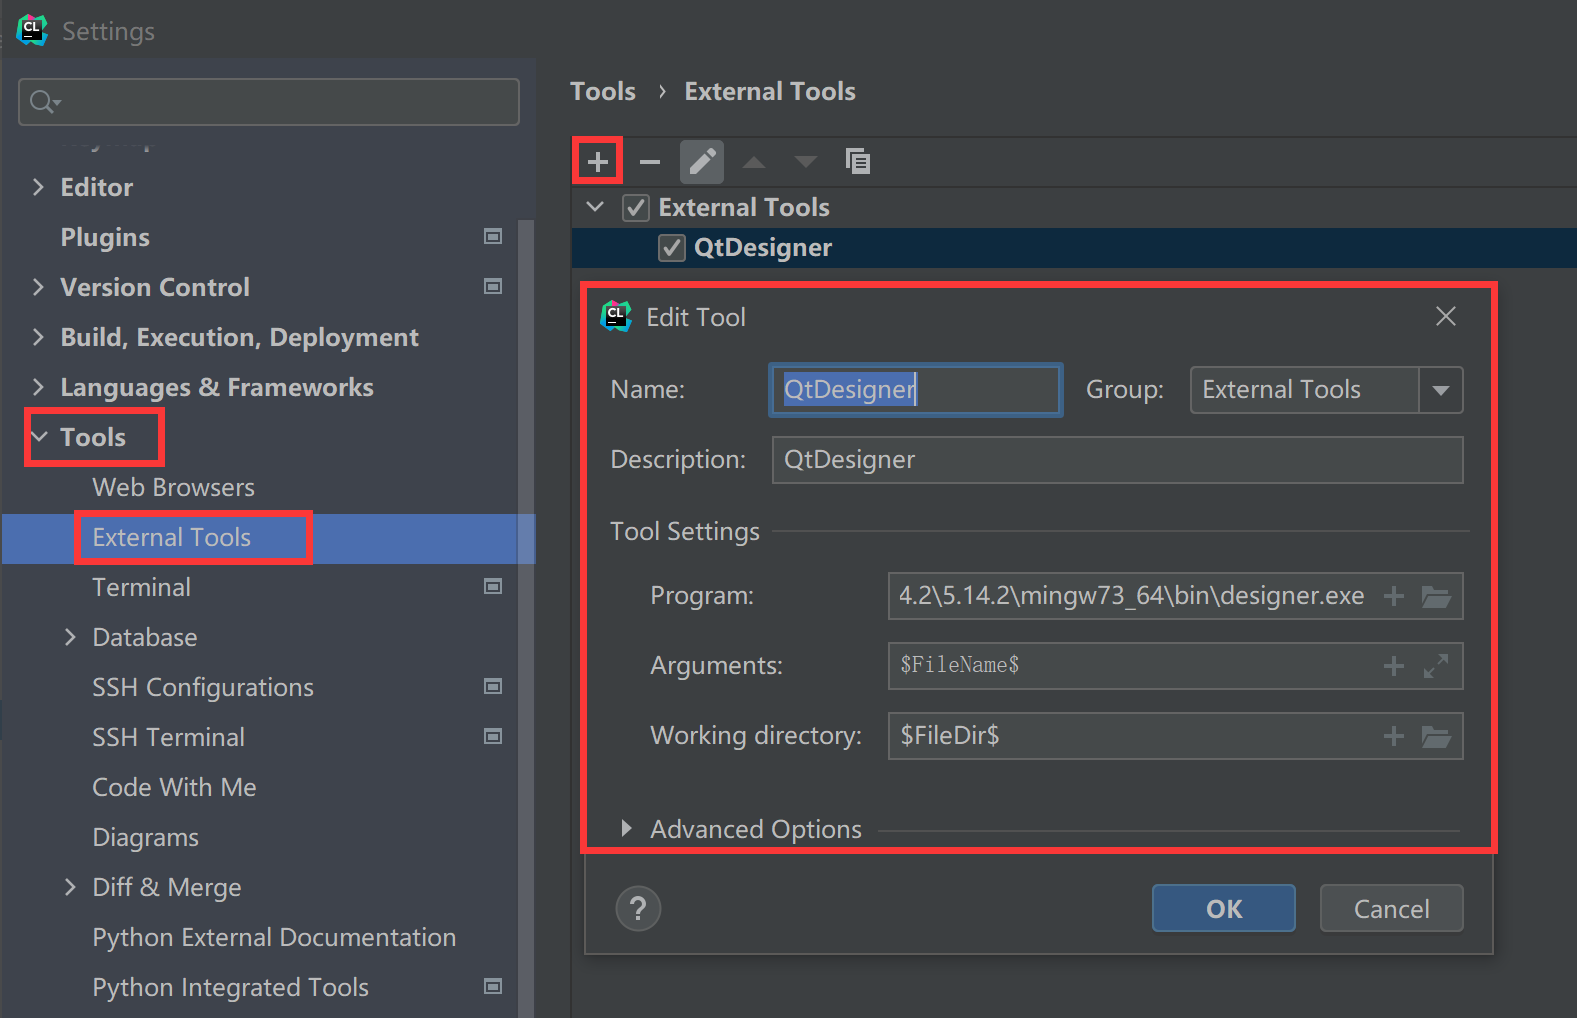 CL
Settings
Editor
Plugins
Version Control
Build, Execution, Deployment
Languages & Frameworks
Tools
Web Browsers
External Tools
Terminal
Database
SSH Configurations
SSH Terminal
Code With Me
Diagrams
Diff & Merge
Python External Documentation
Python Integrated Tools
Tools › External Tools
External Tools
QtDesigner
CL
Edit Tool
Name: QtDesigner Group: External Tools
Description: QtDesigner
Tool Settings
Program: 4.2\5.14.2\mingw73_64\bin\designer.exe
Arguments: $FileName$
Working directory: $FileDir$
Advanced Options
? OK Cancel